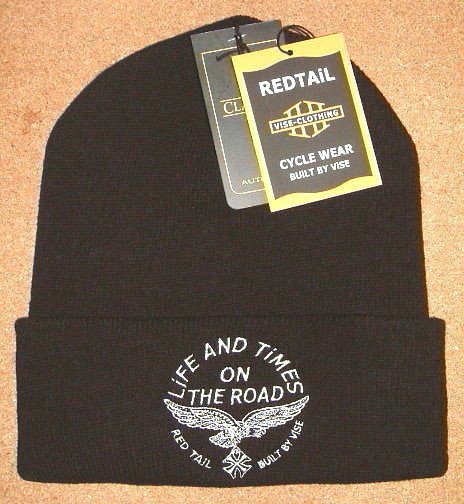 REDTAiL
VISE-CLOTHING
CYCLE WEAR
BUILT BY VISE
LiFE AND TiMES
ON
THE ROAD
RED TAiL
BUILT BY VISE